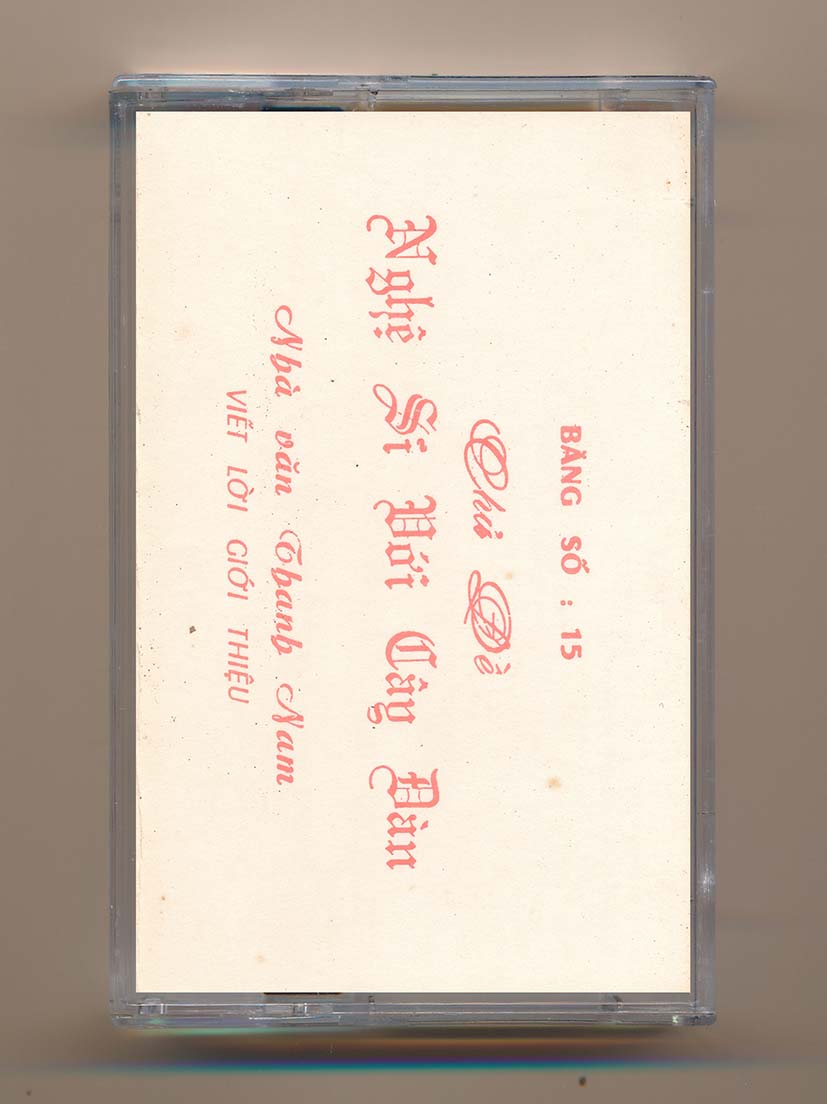 BĂNG SỐ : 15
Chủ Đề
Nghệ Sĩ Với Cây Đàn
Nhà văn Thanh Nam
VIẾT LỜI GIỚI THIỆU